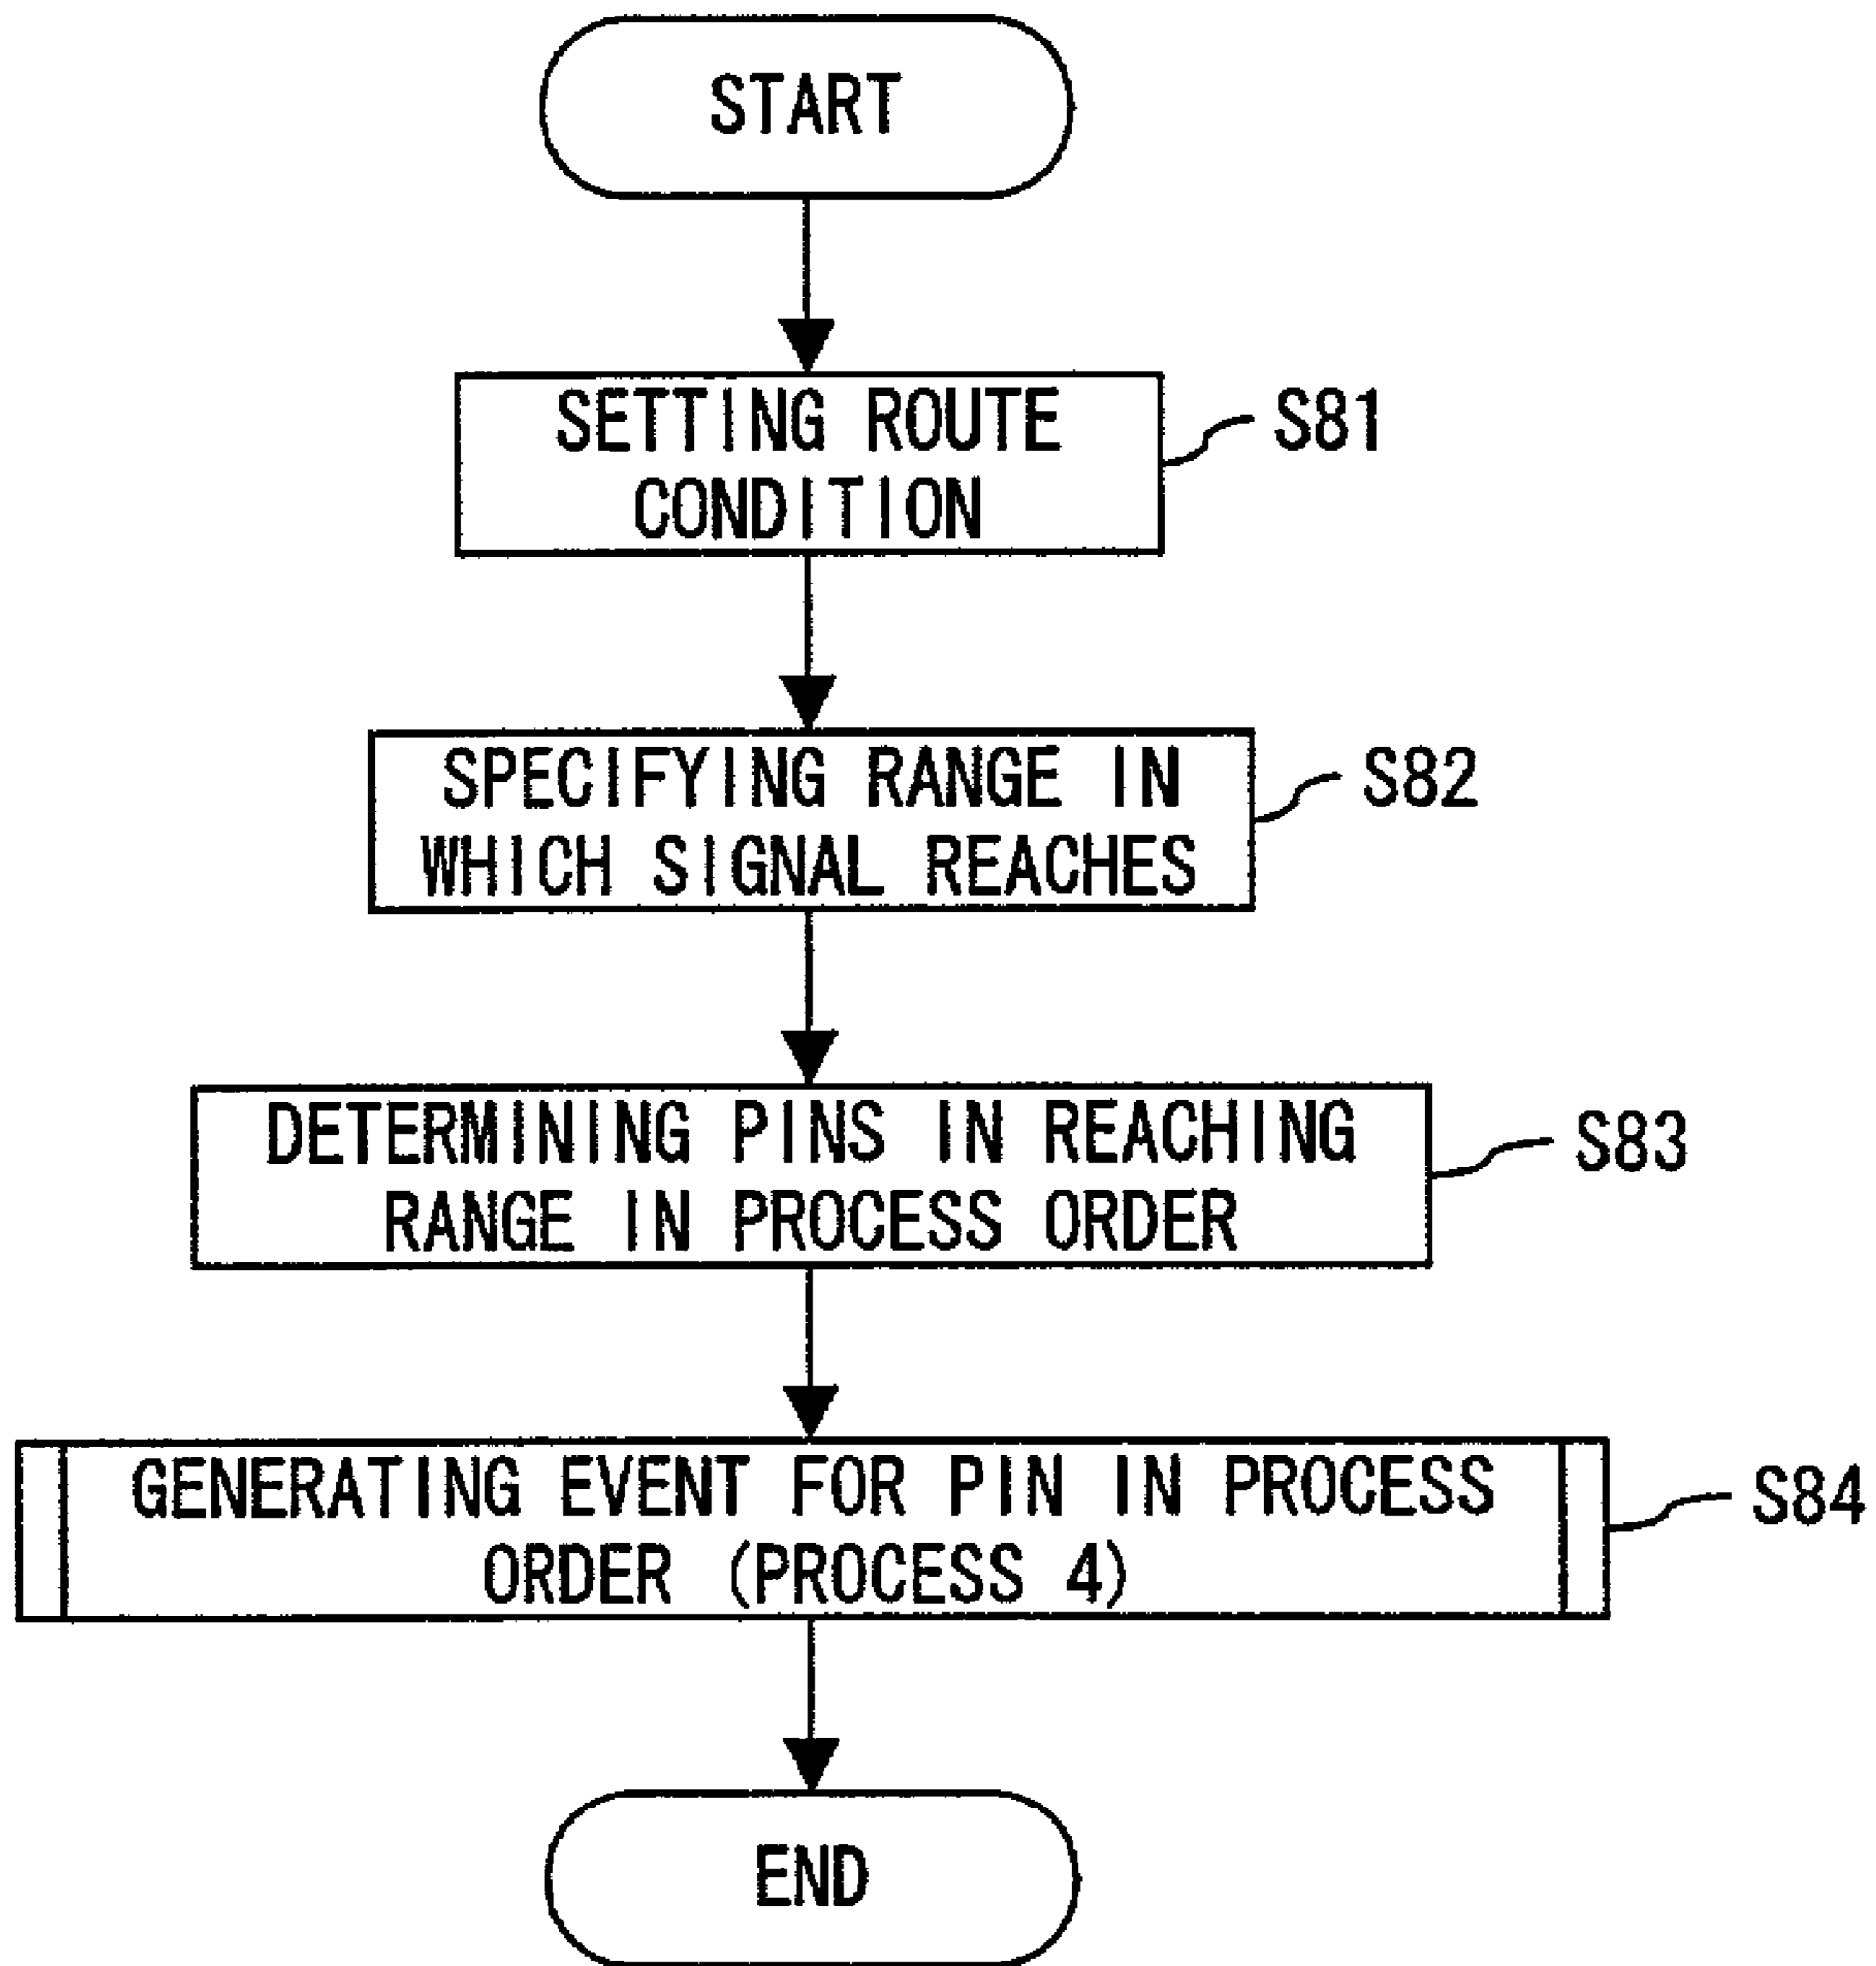 START
SETTING ROUTE
CONDITION
S81
SPECIFYING RANGE IN
WHICH SIGNAL REACHES
S82
DETERMINING PINS IN REACHING
RANGE IN PROCESS ORDER
S83
GENERATING EVENT FOR PIN IN PROCESS
ORDER (PROCESS 4)
S84
END